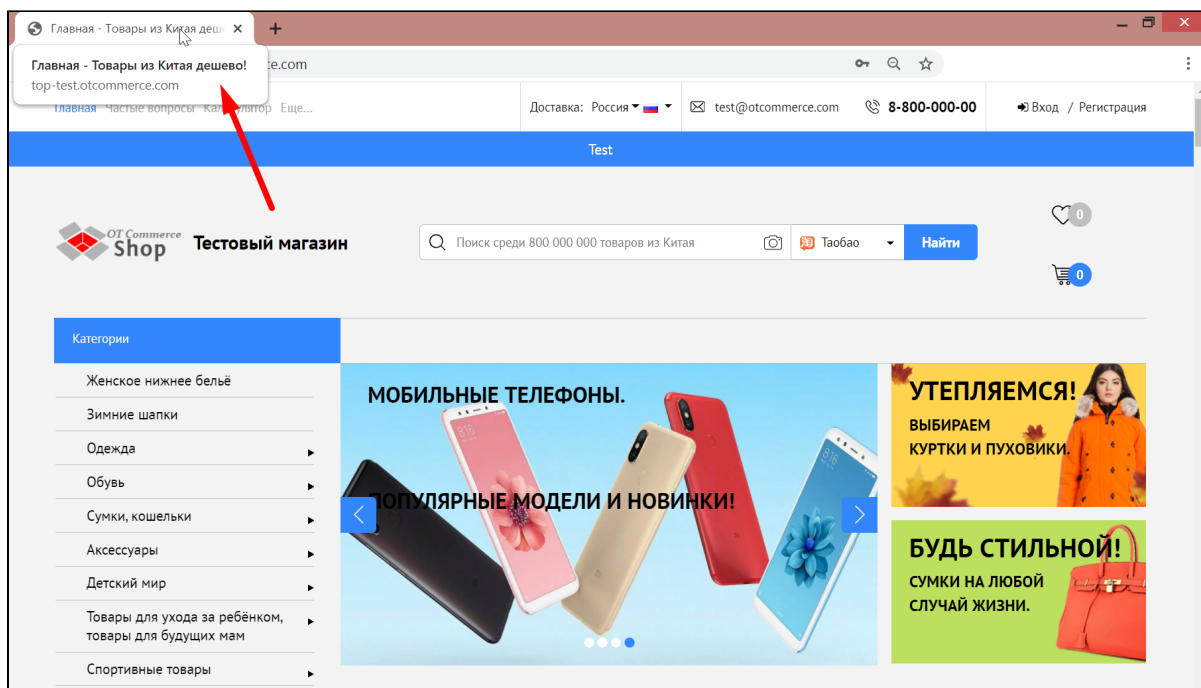 Главная - Товары из Китая деш
Главная - Товары из Китая дешево!
top-test.otcommerce.com
ce.com
Главная Частые вопросы Калькулятор Еще...
Доставка: Россия
test@otcommerce.com
8-800-000-00
Вход / Регистрация
Test
OT Commerce
Shop
Тестовый магазин
Поиск среди 800 000 000 товаров из Китая
Таобао
Найти
0
0
Категории
Женское нижнее бельё
Зимние шапки
Одежда
Обувь
Сумки, кошельки
Аксессуары
Детский мир
Товары для ухода за ребёнком,
товары для будущих мам
Спортивные товары
МОБИЛЬНЫЕ ТЕЛЕФОНЫ.
ПОПУЛЯРНЫЕ МОДЕЛИ И НОВИНКИ!
УТЕПЛЯЕМСЯ!
ВЫБИРАЕМ
КУРТКИ И ПУХОВИКИ.
БУДЬ СТИЛЬНОЙ!
СУМКИ НА ЛЮБОЙ
СЛУЧАЙ ЖИЗНИ.